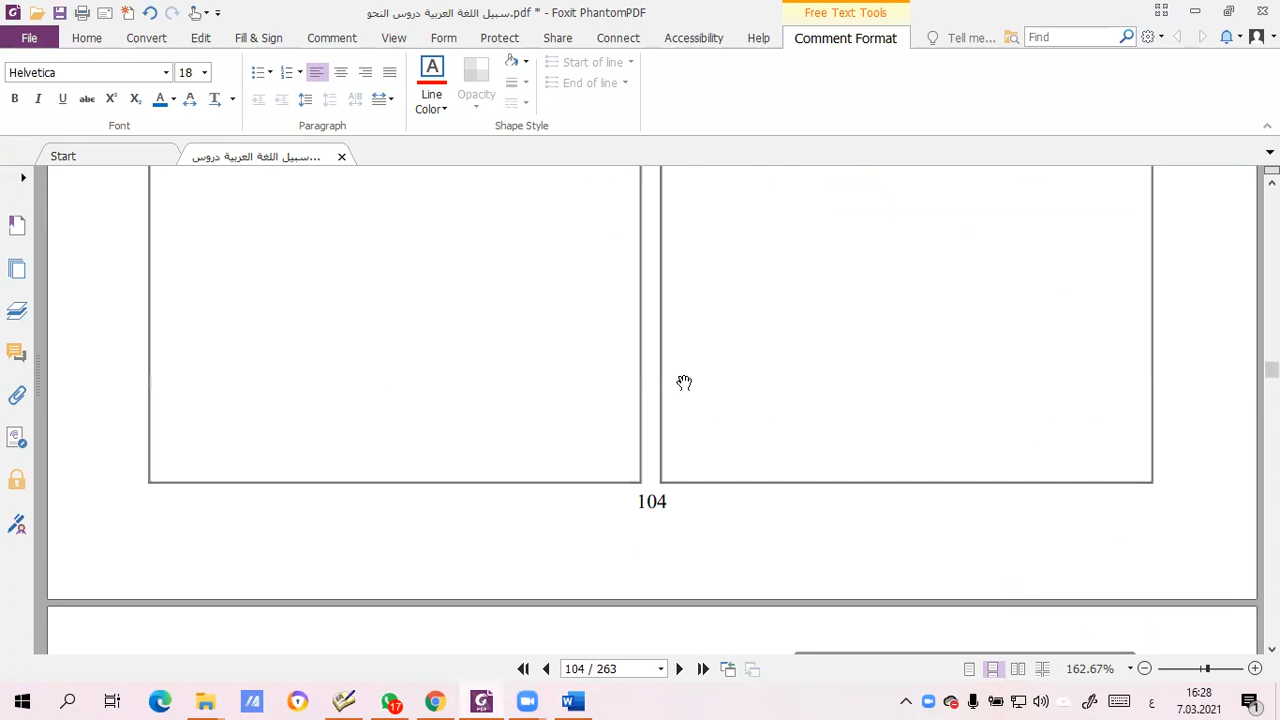 سبيل اللغة العربية دروس النحو.pdf * - Foxit PhantomPDF
Free Text Tools
File
Home
Convert
Edit
Fill & Sign
Comment
View
Form
Protect
Share
Connect
Accessibility
Help
Comment Format
Tell me...
Find
Helvetica
18
Line
Color
Opacity
Start of line
End of line
Font
Paragraph
Shape Style
Start
سبيل اللغة العربية دروس...
104
104 / 263
162.67%
17
ع
16:28
7.03.2021
1